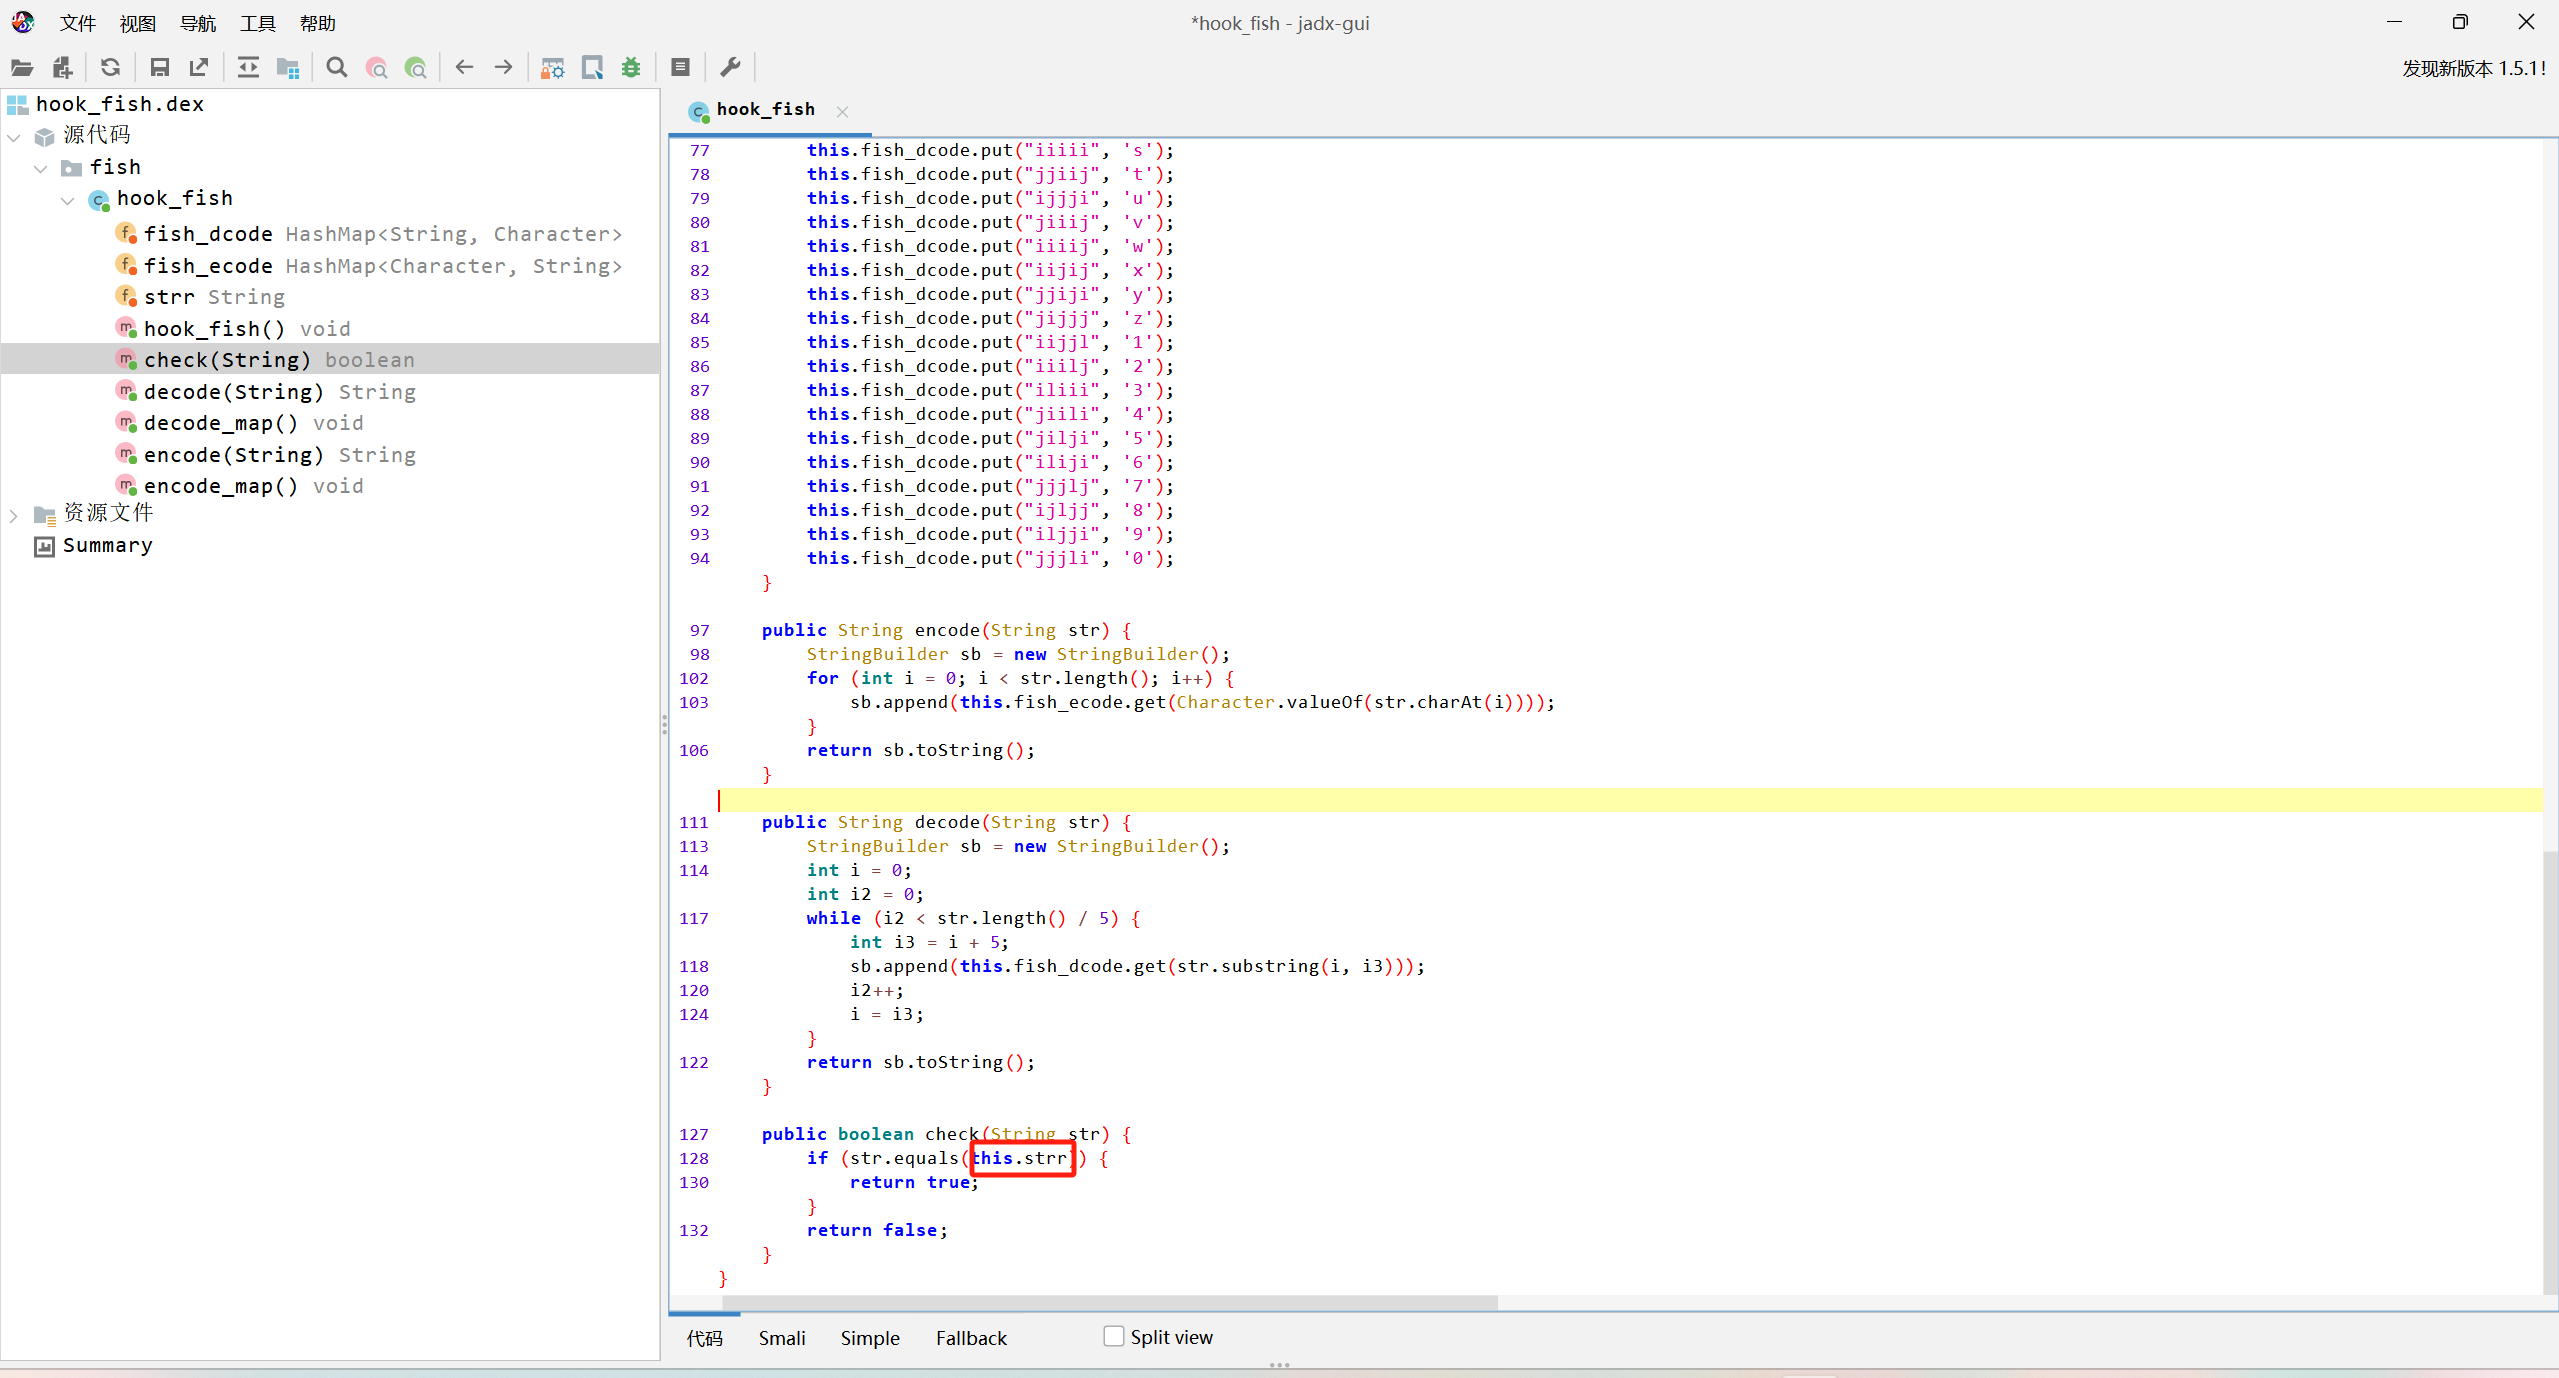 文件 视图 导航 工具 帮助
*hook_fish - jadx-gui
发现新版本 1.5.1!
hook_fish.dex
源代码
fish
hook_fish
fish_dcode HashMap<String, Character>
fish_ecode HashMap<Character, String>
strr String
hook_fish() void
check(String) boolean
decode(String) String
decode_map() void
encode(String) String
encode_map() void
资源文件
Summary
hook_fish
77 this.fish_dcode.put("iiiii", 's');
78 this.fish_dcode.put("jjiij", 't');
79 this.fish_dcode.put("ijjji", 'u');
80 this.fish_dcode.put("jiiij", 'v');
81 this.fish_dcode.put("iiiij", 'w');
82 this.fish_dcode.put("iijij", 'x');
83 this.fish_dcode.put("jjiji", 'y');
84 this.fish_dcode.put("jijjj", 'z');
85 this.fish_dcode.put("iijjl", '1');
86 this.fish_dcode.put("iiilj", '2');
87 this.fish_dcode.put("iliii", '3');
88 this.fish_dcode.put("jiili", '4');
89 this.fish_dcode.put("jilji", '5');
90 this.fish_dcode.put("iliji", '6');
91 this.fish_dcode.put("jjjlj", '7');
92 this.fish_dcode.put("ijljj", '8');
93 this.fish_dcode.put("iljji", '9');
94 this.fish_dcode.put("jjjli", '0');
}
97 public String encode(String str) {
98 StringBuilder sb = new StringBuilder();
102 for (int i = 0; i < str.length(); i++) {
103 sb.append(this.fish_ecode.get(Character.valueOf(str.charAt(i))));
}
106 return sb.toString();
}
111 public String decode(String str) {
113 StringBuilder sb = new StringBuilder();
114 int i = 0;
int i2 = 0;
117 while (i2 < str.length() / 5) {
int i3 = i + 5;
118 sb.append(this.fish_dcode.get(str.substring(i, i3)));
120 i2++;
124 i = i3;
}
122 return sb.toString();
}
127 public boolean check(String str) {
128 if (str.equals(this.strr)) {
130 return true;
}
132 return false;
}
}
代码 Smali Simple Fallback Split view